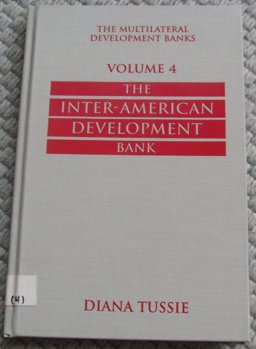 THE MULTILATERAL
DEVELOPMENT BANKS
VOLUME 4
THE
INTER-AMERICAN
DEVELOPMENT
BANK
(4)
DIANA TUSSIE